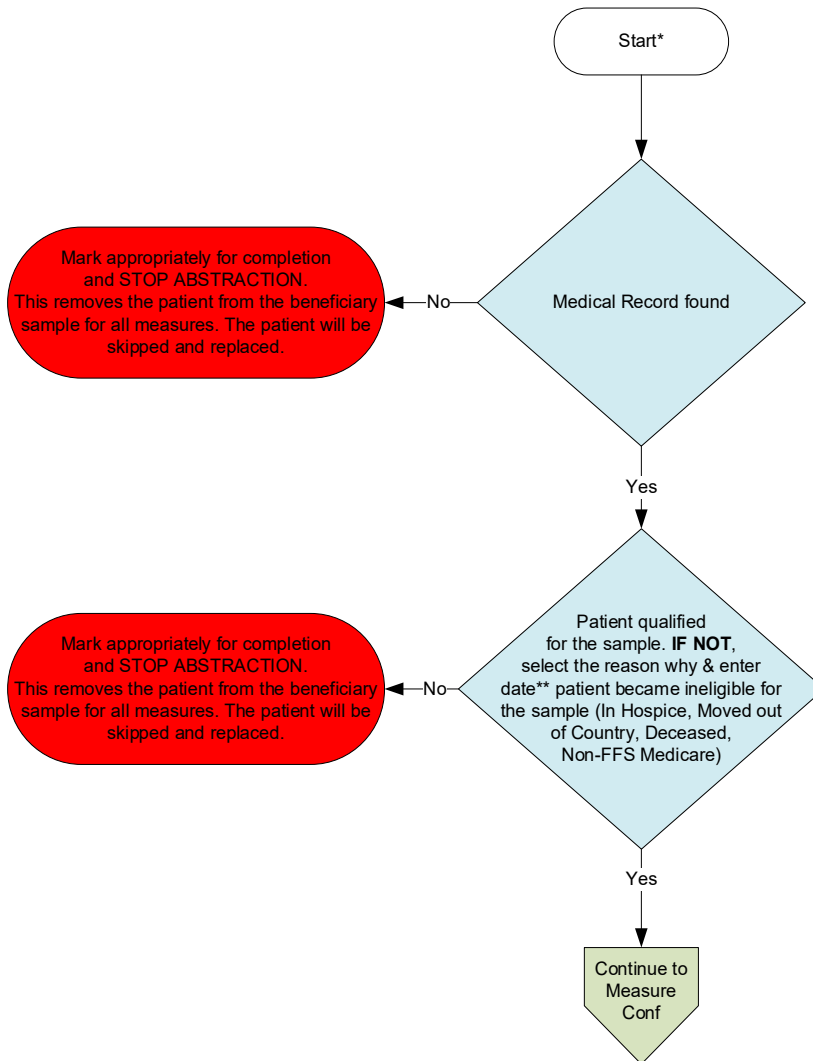 Start*
Medical Record found
No
Mark appropriately for completion
and STOP ABSTRACTION.
This removes the patient from the beneficiary
sample for all measures. The patient will be
skipped and replaced.
Yes
Patient qualified
for the sample. IF NOT,
select the reason why & enter
date** patient became ineligible for
the sample (In Hospice, Moved out
of Country, Deceased,
Non-FFS Medicare)
No
Mark appropriately for completion
and STOP ABSTRACTION.
This removes the patient from the beneficiary
sample for all measures. The patient will be
skipped and replaced.
Yes
Continue to
Measure
Conf